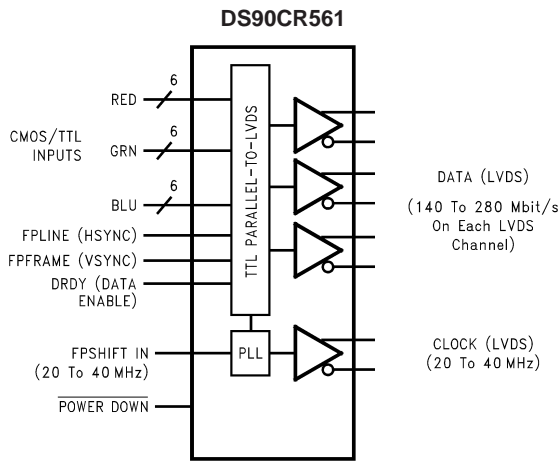 DS90CR561
6
RED
6
CMOS/TTL
INPUTS
GRN
6
BLU
FPLINE (HSYNC)
FPFRAME (VSYNC)
DRDY (DATA
ENABLE)
FPSHIFT IN
(20 To 40 MHz)
POWER DOWN
TTL PARALLEL-TO-LVDS
PLL
DATA (LVDS)
(140 To 280 Mbit/s
On Each LVDS
Channel)
CLOCK (LVDS)
(20 To 40 MHz)